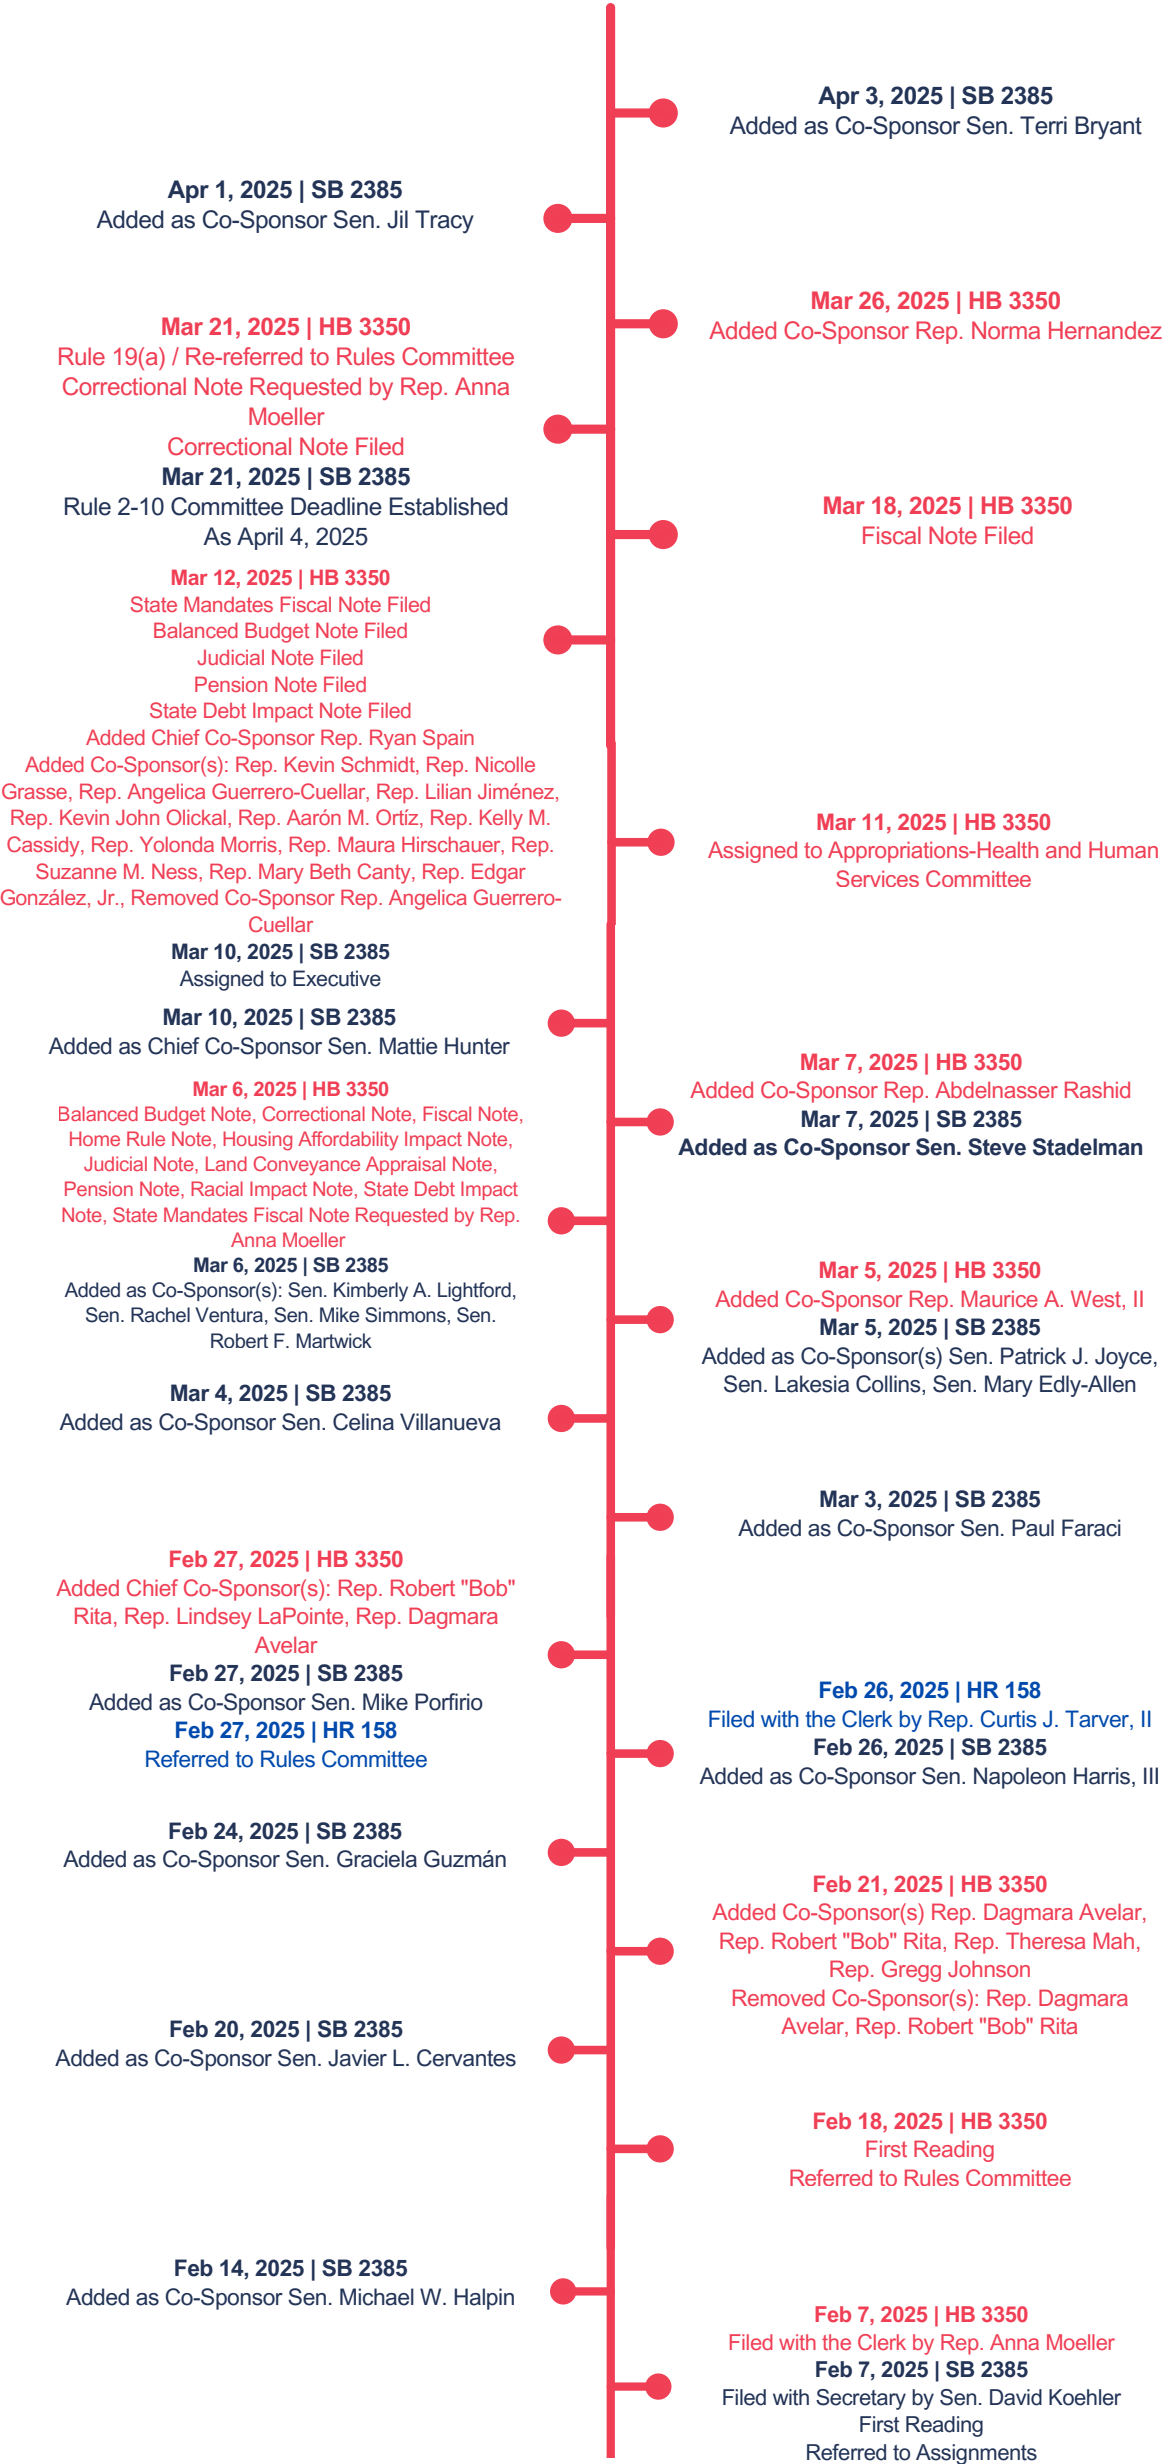 Apr 3, 2025 | SB 2385
Added as Co-Sponsor Sen. Terri Bryant
Apr 1, 2025 | SB 2385
Added as Co-Sponsor Sen. Jil Tracy
Mar 26, 2025 | HB 3350
Added Co-Sponsor Rep. Norma Hernandez
Mar 21, 2025 | HB 3350
Rule 19(a) / Re-referred to Rules Committee
Correctional Note Requested by Rep. Anna
Moeller
Correctional Note Filed
Mar 21, 2025 | SB 2385
Rule 2-10 Committee Deadline Established
As April 4, 2025
Mar 18, 2025 | HB 3350
Fiscal Note Filed
Mar 12, 2025 | HB 3350
State Mandates Fiscal Note Filed
Balanced Budget Note Filed
Judicial Note Filed
Pension Note Filed
State Debt Impact Note Filed
Added Chief Co-Sponsor Rep. Ryan Spain
Added Co-Sponsor(s): Rep. Kevin Schmidt, Rep. Nicolle
Grasse, Rep. Angelica Guerrero-Cuellar, Rep. Lilian Jiménez,
Rep. Kevin John Olickal, Rep. Aarón M. Ortíz, Rep. Kelly M.
Cassidy, Rep. Yolonda Morris, Rep. Maura Hirschauer, Rep.
Suzanne M. Ness, Rep. Mary Beth Canty, Rep. Edgar
González, Jr., Removed Co-Sponsor Rep. Angelica Guerrero-
Cuellar
Mar 11, 2025 | HB 3350
Assigned to Appropriations-Health and Human
Services Committee
Mar 10, 2025 | SB 2385
Assigned to Executive
Mar 10, 2025 | SB 2385
Added as Chief Co-Sponsor Sen. Mattie Hunter
Mar 7, 2025 | HB 3350
Added Co-Sponsor Rep. Abdelnasser Rashid
Mar 7, 2025 | SB 2385
Added as Co-Sponsor Sen. Steve Stadelman
Mar 6, 2025 | HB 3350
Balanced Budget Note, Correctional Note, Fiscal Note,
Home Rule Note, Housing Affordability Impact Note,
Judicial Note, Land Conveyance Appraisal Note,
Pension Note, Racial Impact Note, State Debt Impact
Note, State Mandates Fiscal Note Requested by Rep.
Anna Moeller
Mar 6, 2025 | SB 2385
Added as Co-Sponsor(s): Sen. Kimberly A. Lightford,
Sen. Rachel Ventura, Sen. Mike Simmons, Sen.
Robert F. Martwick
Mar 5, 2025 | HB 3350
Added Co-Sponsor Rep. Maurice A. West, II
Mar 5, 2025 | SB 2385
Added as Co-Sponsor(s) Sen. Patrick J. Joyce,
Sen. Lakesia Collins, Sen. Mary Edly-Allen
Mar 4, 2025 | SB 2385
Added as Co-Sponsor Sen. Celina Villanueva
Mar 3, 2025 | SB 2385
Added as Co-Sponsor Sen. Paul Faraci
Feb 27, 2025 | HB 3350
Added Chief Co-Sponsor(s): Rep. Robert "Bob"
Rita, Rep. Lindsey LaPointe, Rep. Dagmara
Avelar
Feb 27, 2025 | SB 2385
Added as Co-Sponsor Sen. Mike Porfirio
Feb 27, 2025 | HR 158
Referred to Rules Committee
Feb 26, 2025 | HR 158
Filed with the Clerk by Rep. Curtis J. Tarver, II
Feb 26, 2025 | SB 2385
Added as Co-Sponsor Sen. Napoleon Harris, III
Feb 24, 2025 | SB 2385
Added as Co-Sponsor Sen. Graciela Guzmán
Feb 21, 2025 | HB 3350
Added Co-Sponsor(s) Rep. Dagmara Avelar,
Rep. Robert "Bob" Rita, Rep. Theresa Mah,
Rep. Gregg Johnson
Removed Co-Sponsor(s): Rep. Dagmara
Avelar, Rep. Robert "Bob" Rita
Feb 20, 2025 | SB 2385
Added as Co-Sponsor Sen. Javier L. Cervantes
Feb 18, 2025 | HB 3350
First Reading
Referred to Rules Committee
Feb 14, 2025 | SB 2385
Added as Co-Sponsor Sen. Michael W. Halpin
Feb 7, 2025 | HB 3350
Filed with the Clerk by Rep. Anna Moeller
Feb 7, 2025 | SB 2385
Filed with Secretary by Sen. David Koehler
First Reading
Referred to Assignments